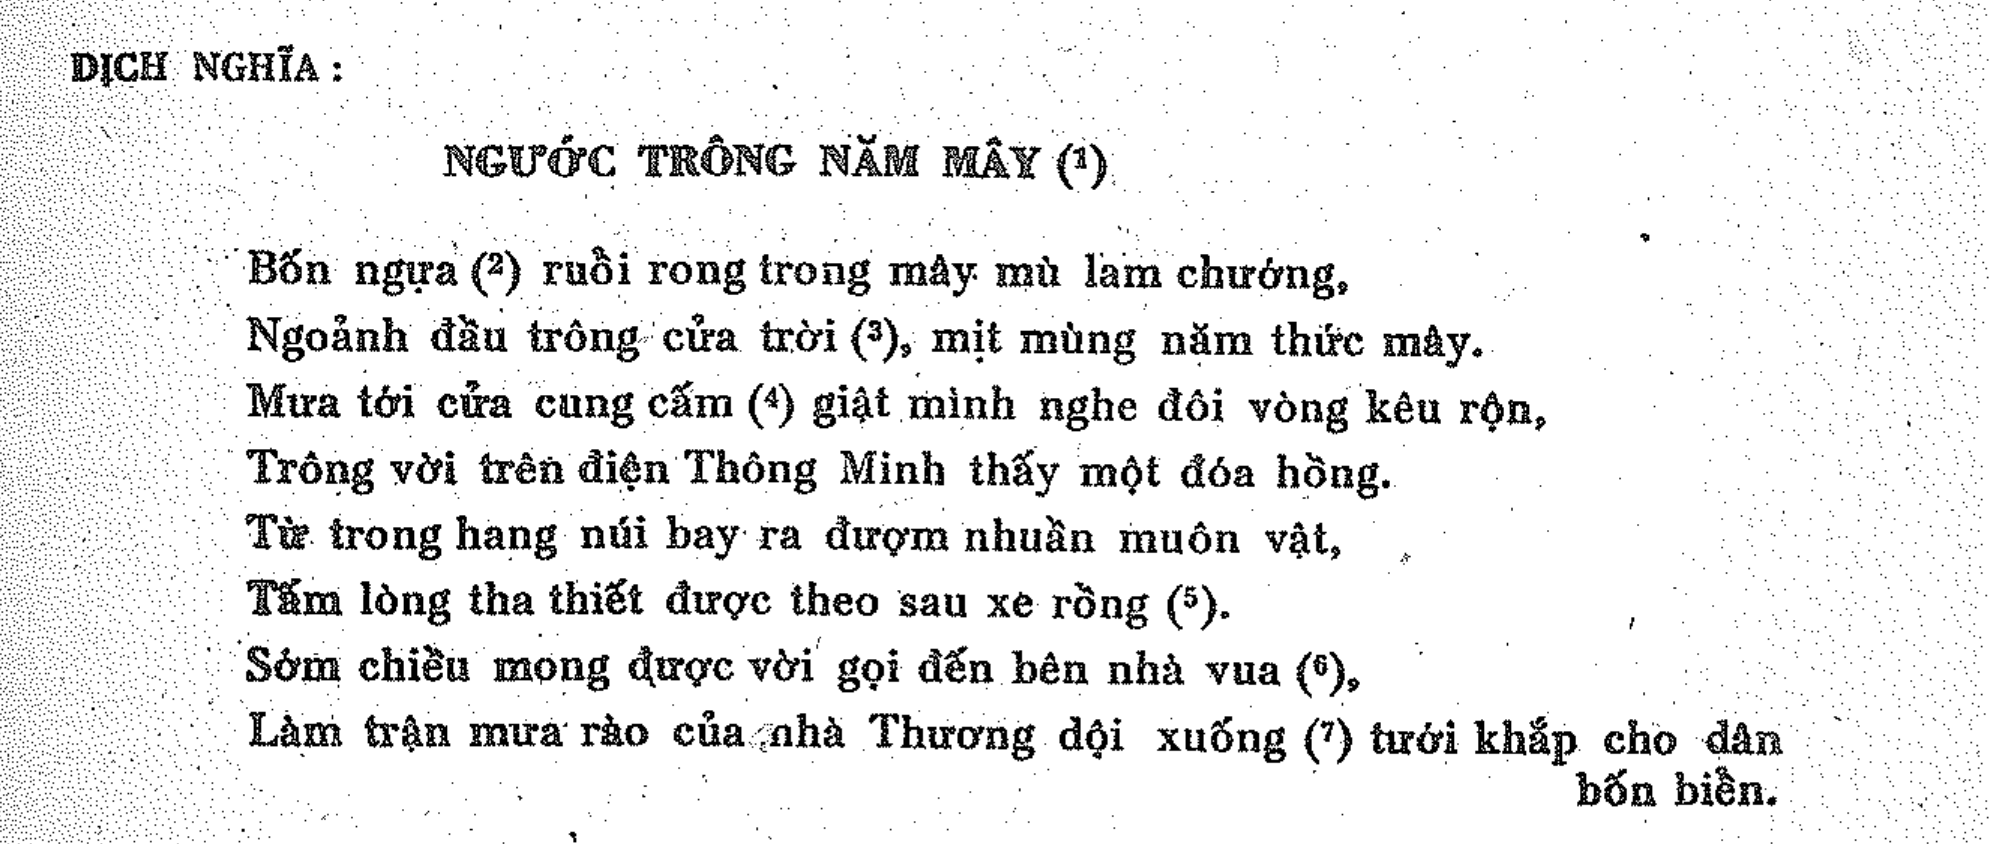 DỊCH NGHĨA :
NGƯỚC TRÔNG NĂM MÂY (¹)
Bốn ngựa (²) ruổi rong trong mây mù lam chướng,
Ngoảnh đầu trông cửa trời (³), mịt mùng năm thức mây.
Mưa tới cửa cung cấm (⁴) giật mình nghe đôi vòng kêu rộn,
Trông vời trên điện Thông Minh thấy một đóa hồng.
Từ trong hang núi bay ra đượm nhuần muôn vật,
Tấm lòng tha thiết được theo sau xe rồng (⁵).
Sớm chiều mong được vời gọi đến bên nhà vua (⁶),
Làm trận mưa rào của nhà Thương dội xuống (⁷) tưới khắp cho dân
bốn biển.